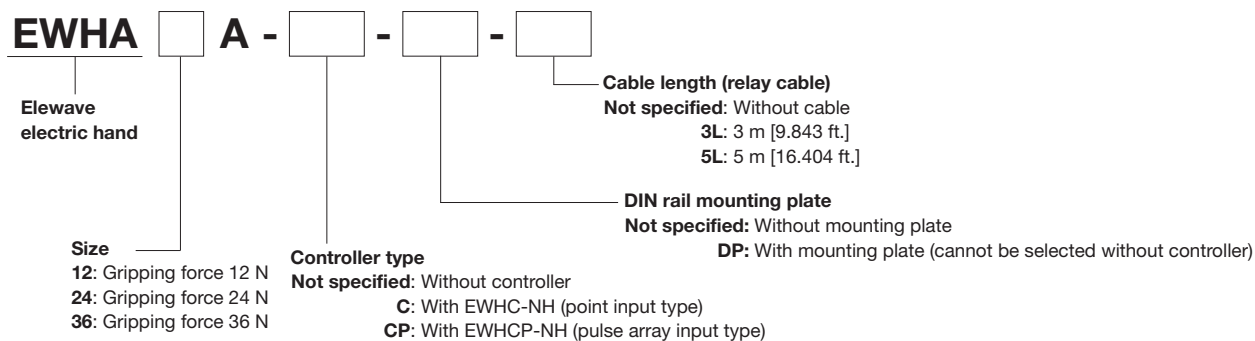 EWHA A - - -
Cable length (relay cable)
Not specified: Without cable
3L: 3 m [9.843 ft.]
5L: 5 m [16.404 ft.]
Elewave
electric hand
DIN rail mounting plate
Not specified: Without mounting plate
DP: With mounting plate (cannot be selected without controller)
Size
12: Gripping force 12 N
24: Gripping force 24 N
36: Gripping force 36 N
Controller type
Not specified: Without controller
C: With EWHC-NH (point input type)
CP: With EWHCP-NH (pulse array input type)